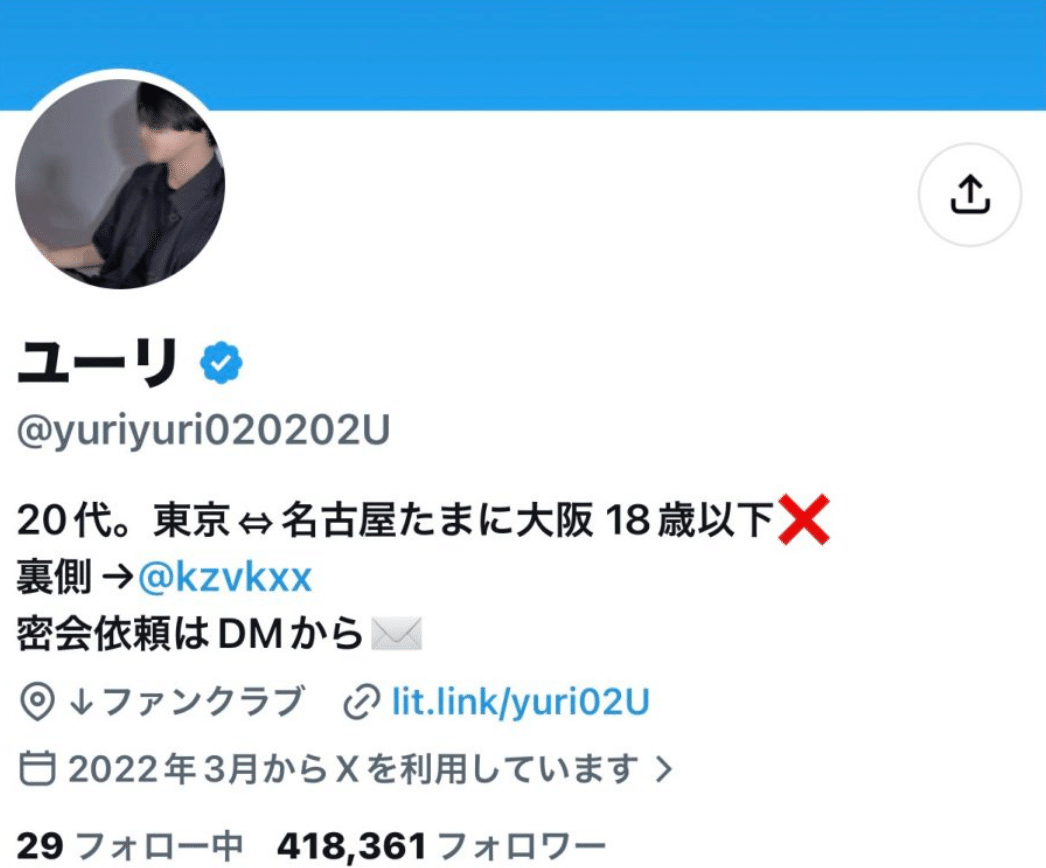 ユーリ
@yuriyuri020202U
20代。東京⇔名古屋たまに大阪 18歳以下❌
裏側→@kzvkxx
密会依頼はDMから✉️
↓ファンクラブ lit.link/yuri02U
2022年3月からXを利用しています
29 フォロー中 418,361 フォロワー